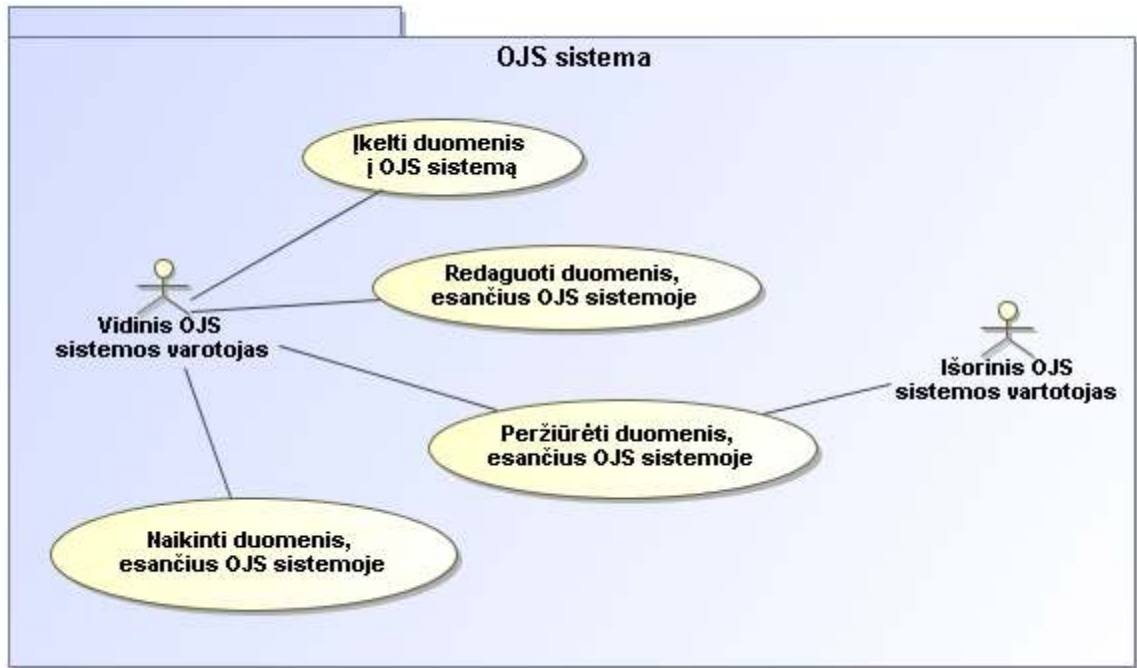 OJS sistema
Įkelti duomenis
į OJS sistemą
Redaguoti duomenis,
esančius OJS sistemoje
Vidinis OJS
sistemos varotojas
Išorinis OJS
sistemos vartotojas
Peržiūrėti duomenis,
esančius OJS sistemoje
Naikinti duomenis,
esančius OJS sistemoje